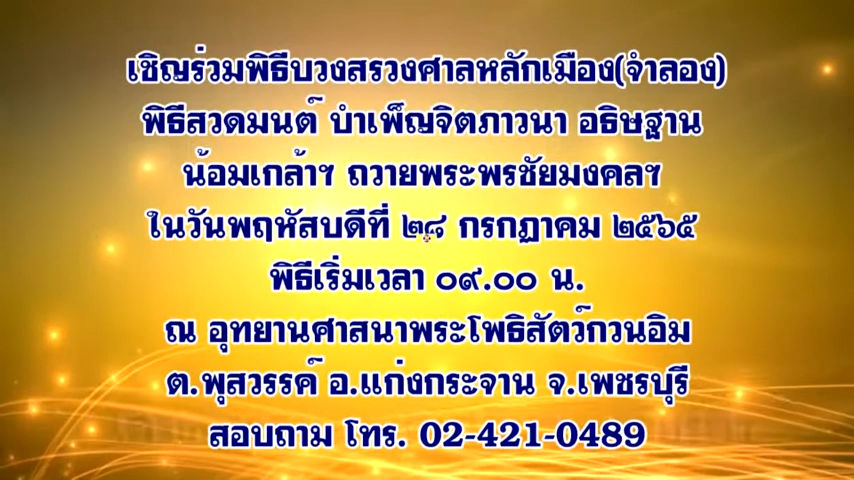 เชิญร่วมพิธีบวงสรวงศาลหลักเมือง(จำลอง)
พิธีสวดมนต์ บำเพ็ญจิตภาวนา อธิษฐาน
น้อมเกล้าฯ ถวายพระพรชัยมงคลฯ
ในวันพฤหัสบดีที่ ๒๘ กรกฏาคม ๒๕๖๕
พิธีเริ่มเวลา ๐๙.๐๐ น.
ณ อุทยานศาสนาพระโพธิสัตว์กวนอิม
ต.พุสวรรค์ อ.แก่งกระจาน จ.เพชรบุรี
สอบถาม โทร. 02-421-0489